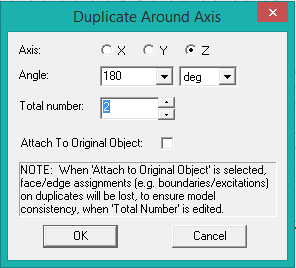 Duplicate Around Axis
Axis: X Y Z
Angle: 180 deg
Total number: 2
Attach To Original Object:
NOTE: When 'Attach to Original Object' is selected,
face/edge assignments (e.g. boundaries/excitations)
on duplicates will be lost, to ensure model
consistency, when 'Total Number' is edited.
OK Cancel